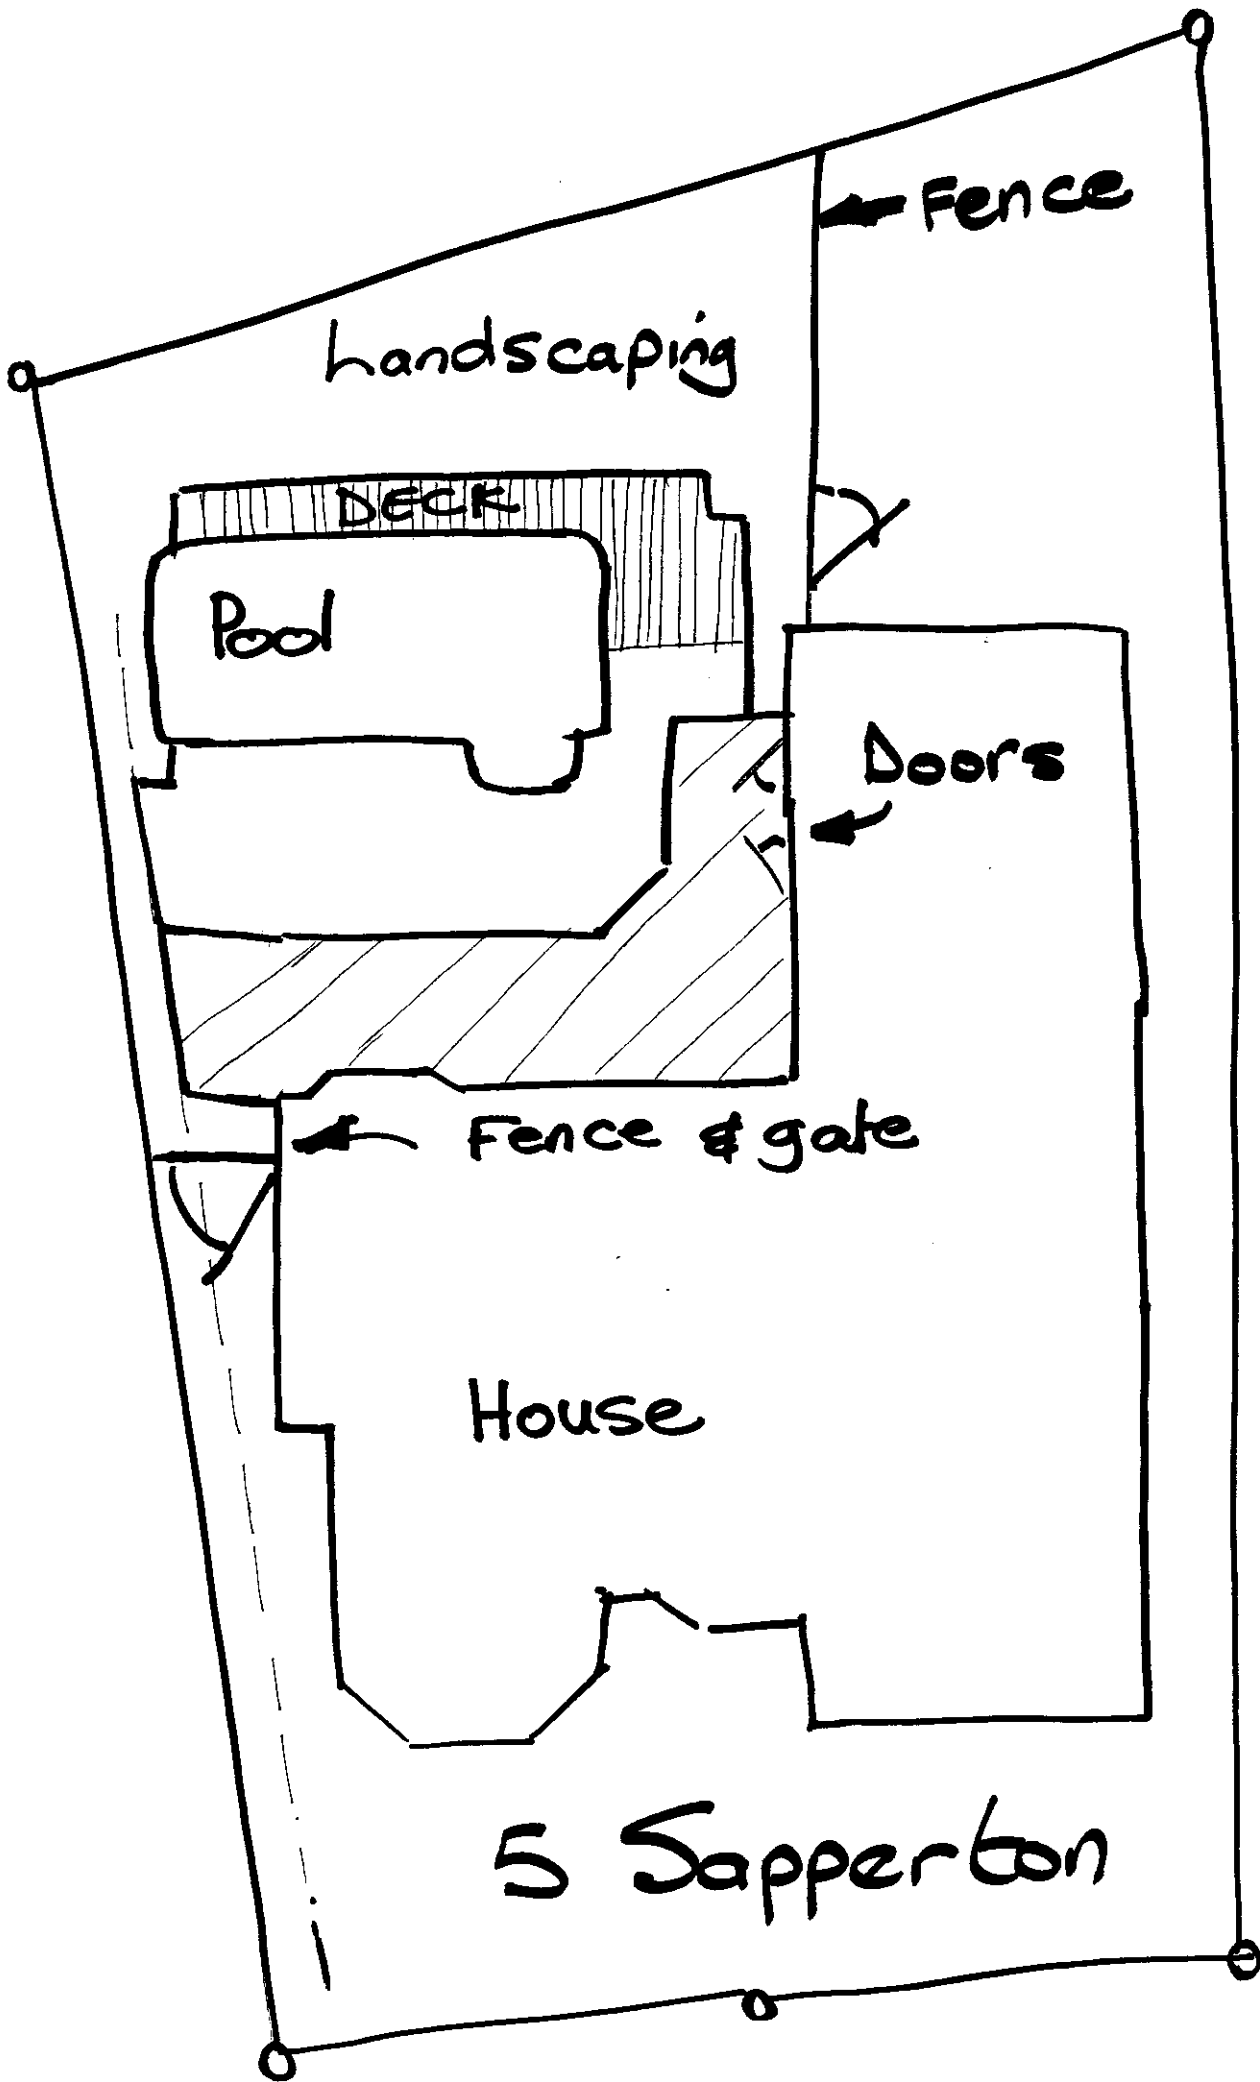 Fence
Landscaping
DECK
Pool
Doors
Fence & gate
House
5 Sapperton